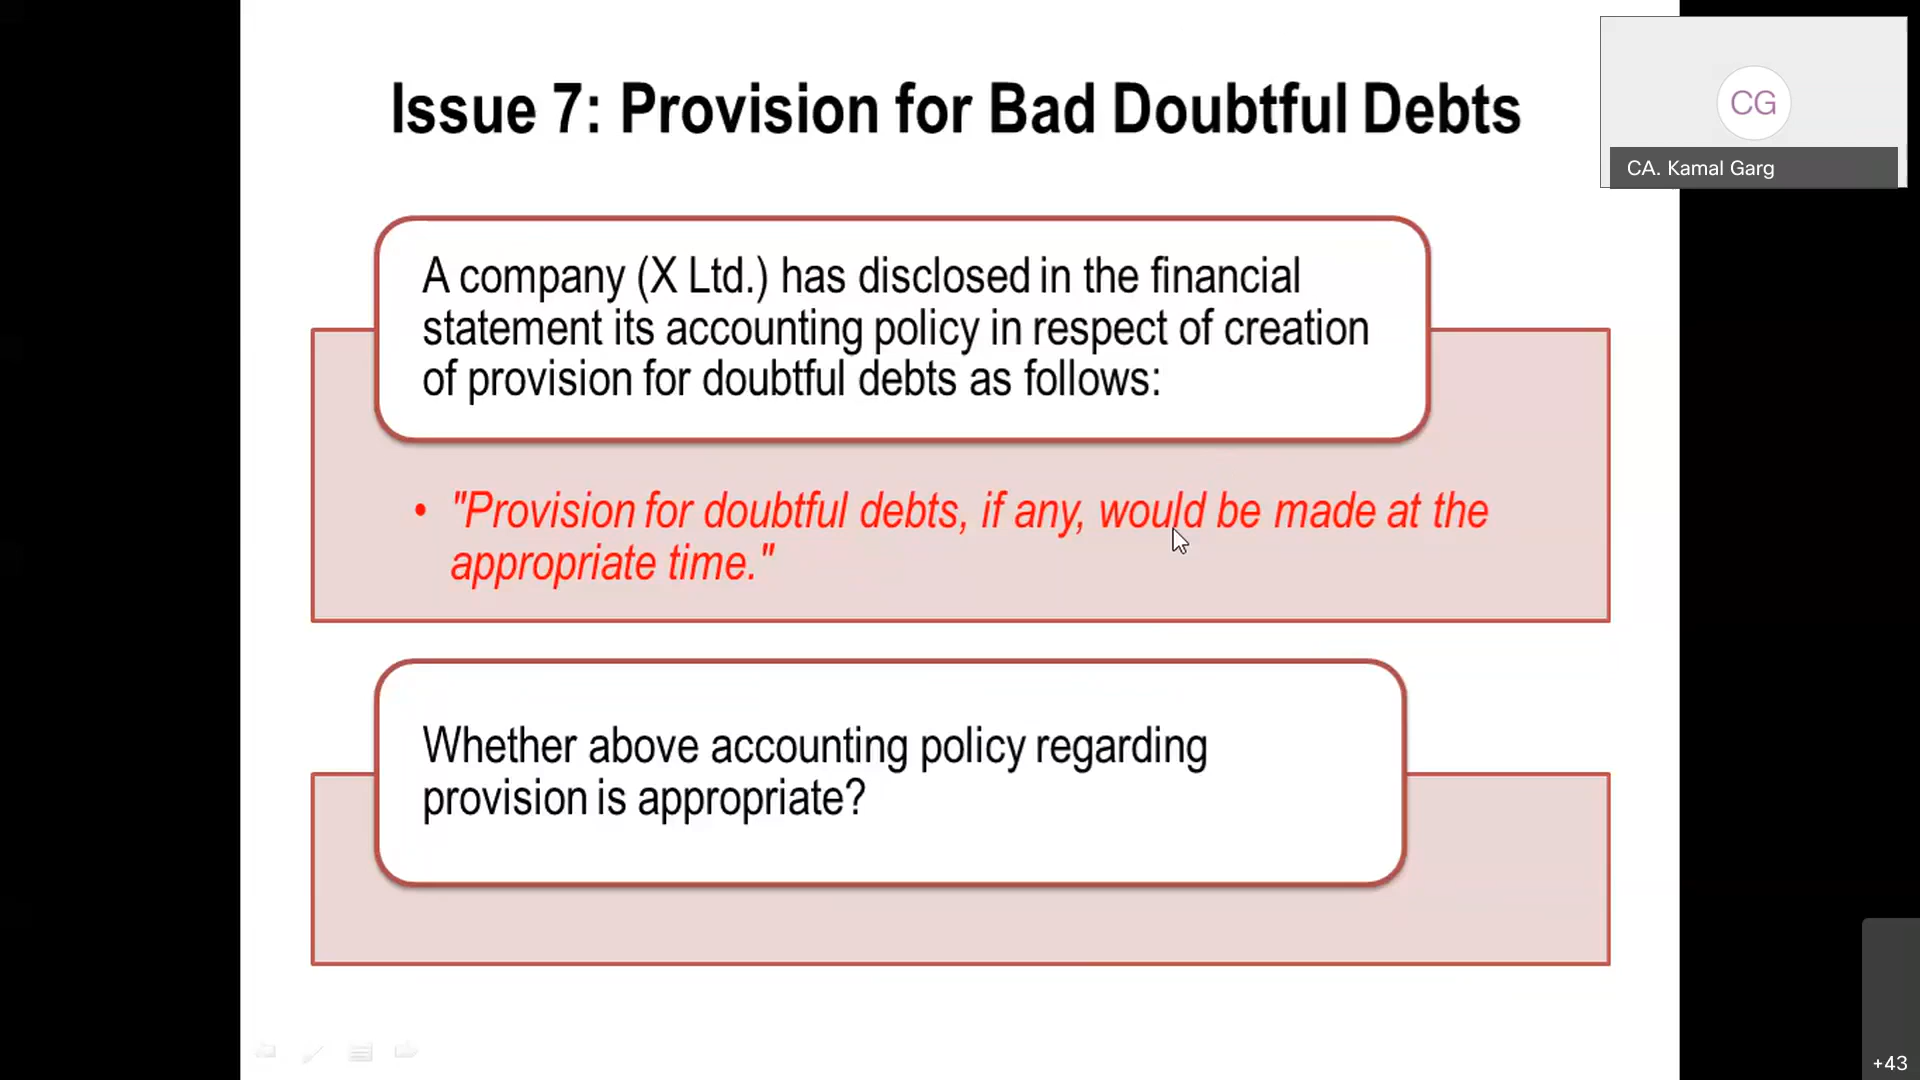 Issue 7: Provision for Bad Doubtful Debts
CG
CA. Kamal Garg
A company (X Ltd.) has disclosed in the financial
statement its accounting policy in respect of creation
of provision for doubtful debts as follows:
• "Provision for doubtful debts, if any, would be made at the
appropriate time."
Whether above accounting policy regarding
provision is appropriate?
+43